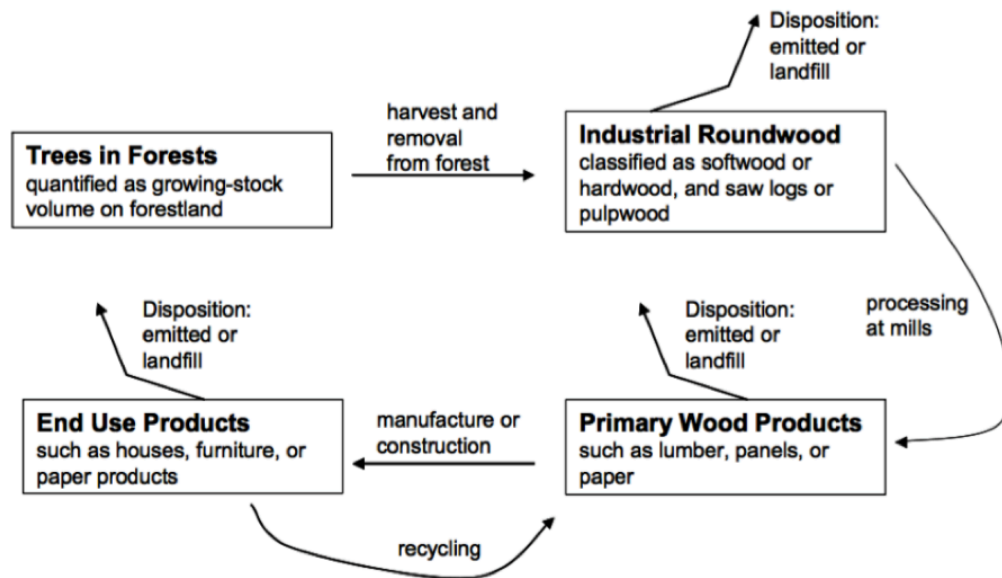 Disposition:
emitted or
landfill
harvest and
removal
from forest
Trees in Forests
quantified as growing-stock
volume on forestland
Industrial Roundwood
classified as softwood or
hardwood, and saw logs or
pulpwood
processing
at mills
Disposition:
emitted or
landfill
Disposition:
emitted or
landfill
End Use Products
such as houses, furniture, or
paper products
manufacture or
construction
Primary Wood Products
such as lumber, panels, or
paper
recycling